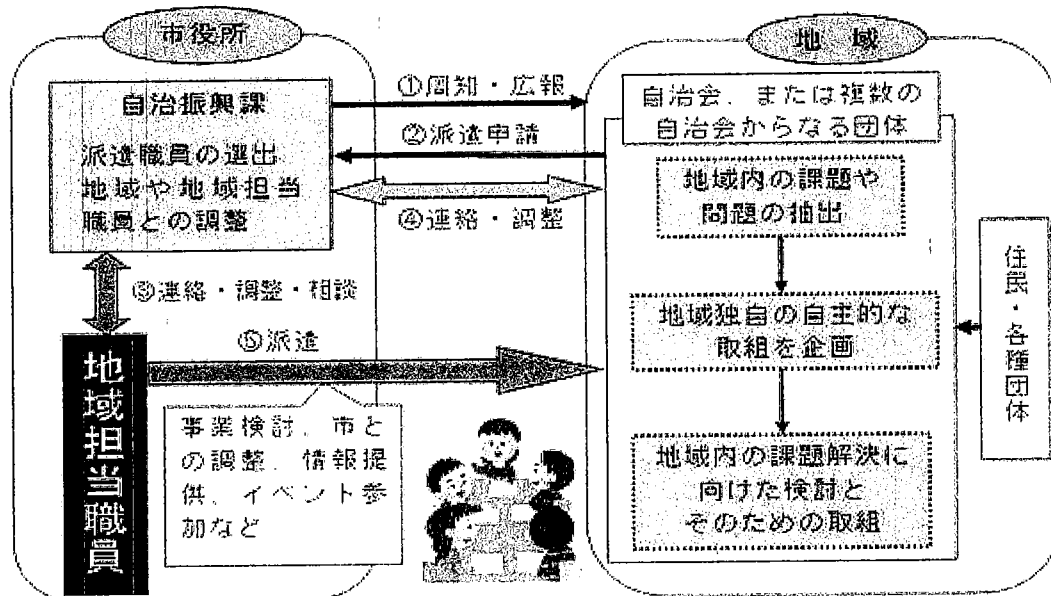 市役所
自治振興課
派遣職員の選出
地域や地域担当
職員との調整
①周知・広報
②派遣申請
④連絡・調整
③連絡・調整・相談
⑤派遣
地域担当職員
事業検討、市と
の調整、情報提
供、イベント参
加など
地域
自治会、または複数の
自治会からなる団体
地域内の課題や
問題の抽出
地域独自の自主的な
取組を企画
地域内の課題解決に
向けた検討と
そのための取組
住民・各種団体